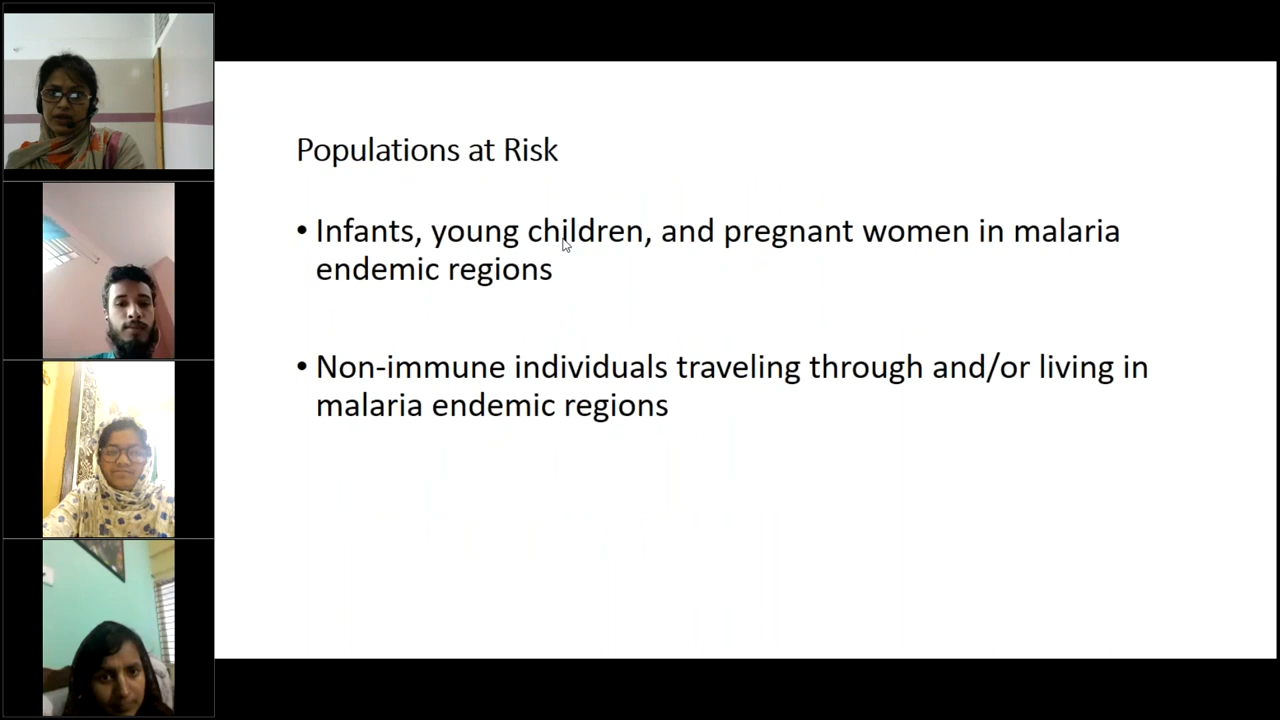 Populations at Risk
• Infants, young children, and pregnant women in malaria
endemic regions
• Non-immune individuals traveling through and/or living in
malaria endemic regions